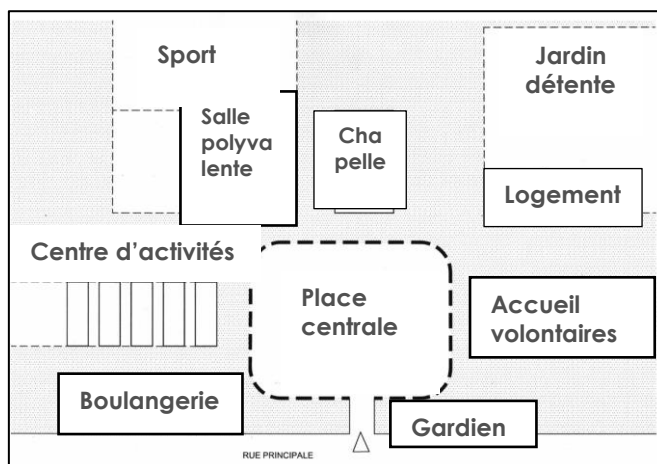 Sport
Jardin
détente
Salle
polyva
lente
Cha
pelle
Logement
Centre d'activités
Place
centrale
Accueil
volontaires
Boulangerie
Gardien
RUE PRINCIPALE